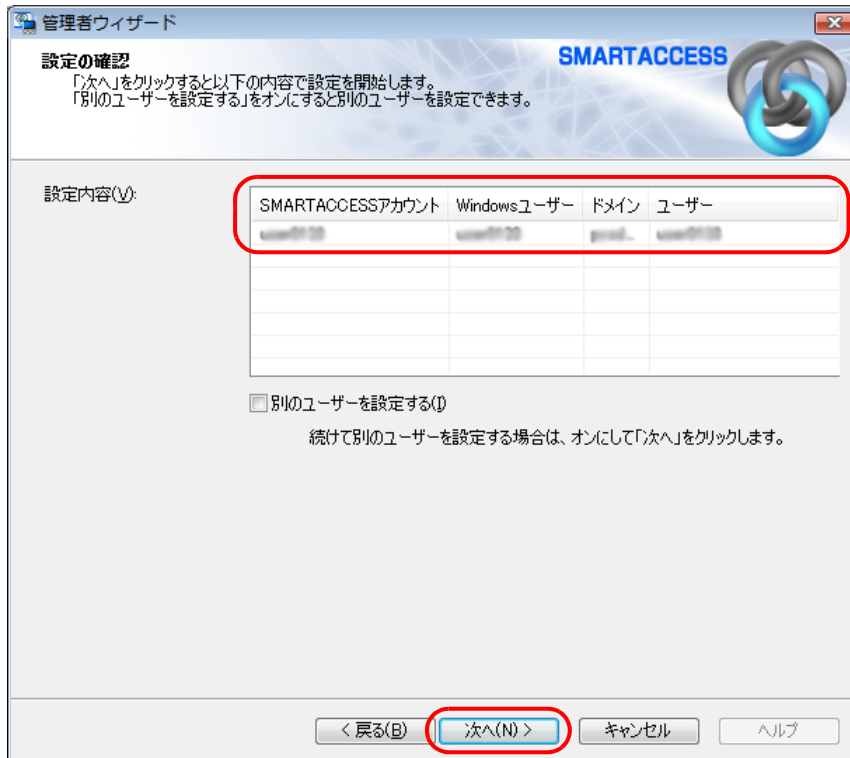 管理者ウィザード
設定の確認
「次へ」をクリックすると以下の内容で設定を開始します。
「別のユーザーを設定する」をオンにすると別のユーザーを設定できます。
SMARTACCESS
設定内容(V):
SMARTACCESSアカウント Windowsユーザー ドメイン ユーザー
別のユーザーを設定する(I)
続けて別のユーザーを設定する場合は、オンにして「次へ」をクリックします。
< 戻る(B) 次へ(N) > キャンセル ヘルプ